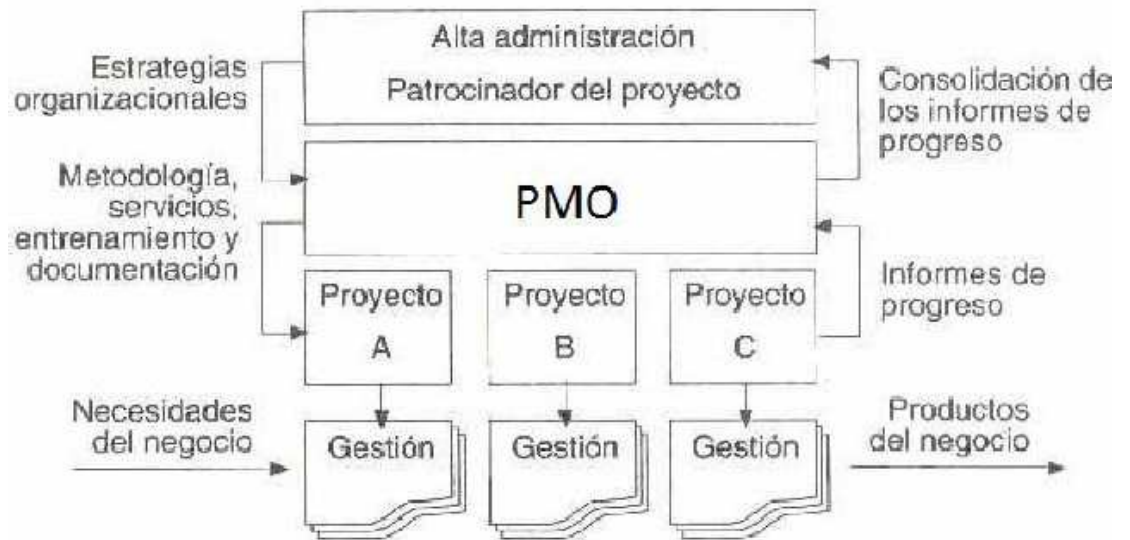 Alta administración
Patrocinador del proyecto
Estrategias
organizacionales
Consolidación de
los informes de
progreso
PMO
Metodología,
servicios,
entrenamiento y
documentación
Informes de
progreso
Proyecto
A
Proyecto
B
Proyecto
C
Necesidades
del negocio
Gestión
Gestión
Gestión
Productos
del negocio